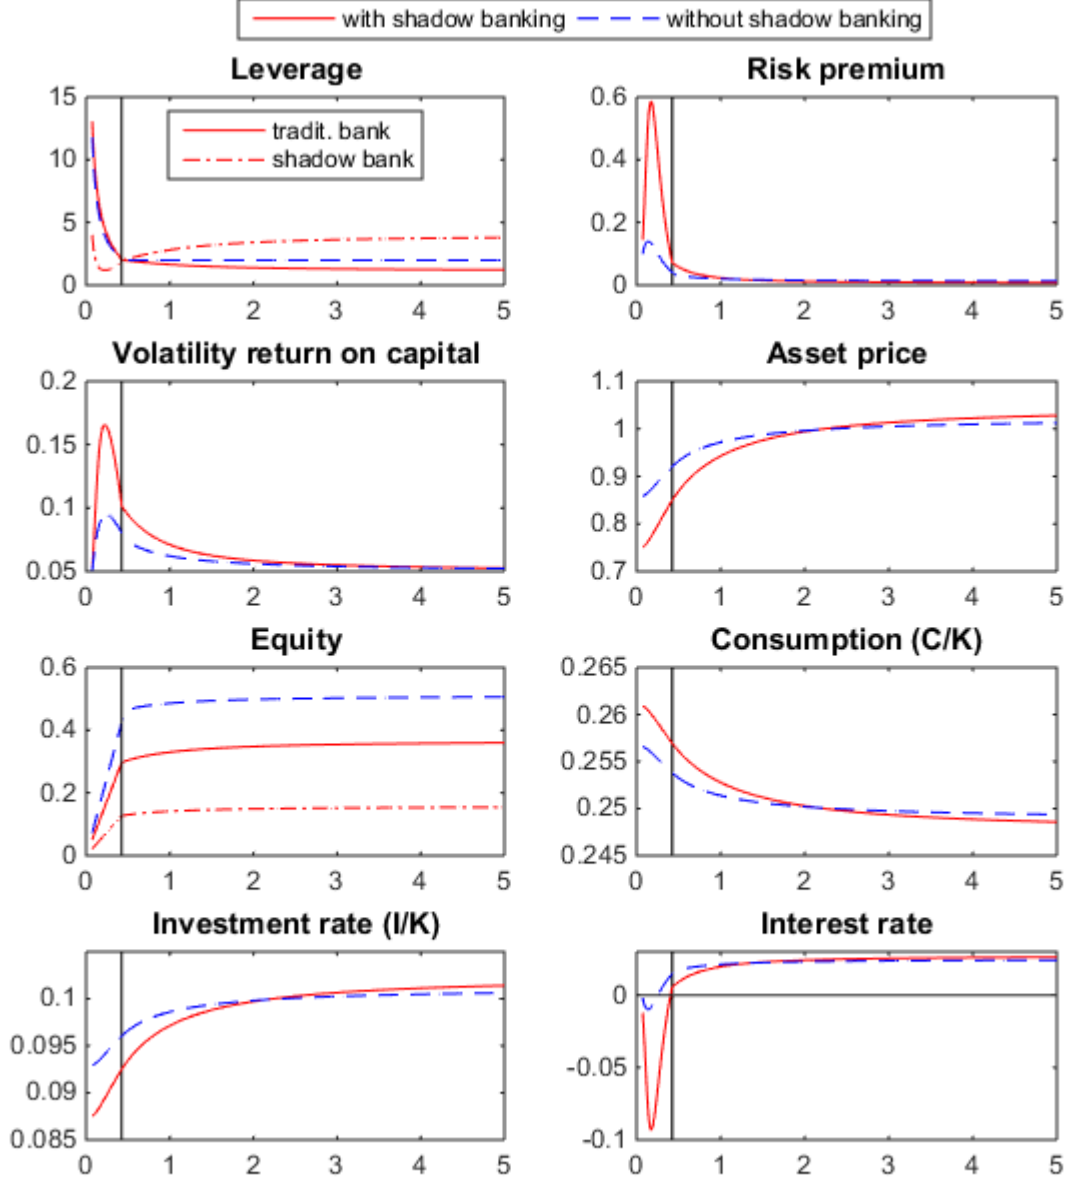 with shadow banking without shadow banking
Leverage
15
10
5
0
0 1 2 3 4 5
tradit. bank
shadow bank
Risk premium
0.6
0.4
0.2
0
0 1 2 3 4 5
Volatility return on capital
0.2
0.15
0.1
0.05
0 1 2 3 4 5
Asset price
1.1
1
0.9
0.8
0.7
0 1 2 3 4 5
Equity
0.6
0.4
0.2
0
0 1 2 3 4 5
Consumption (C/K)
0.265
0.26
0.255
0.25
0.245
0 1 2 3 4 5
Investment rate (I/K)
0.1
0.095
0.09
0.085
0 1 2 3 4 5
Interest rate
0
-0.05
-0.1
0 1 2 3 4 5